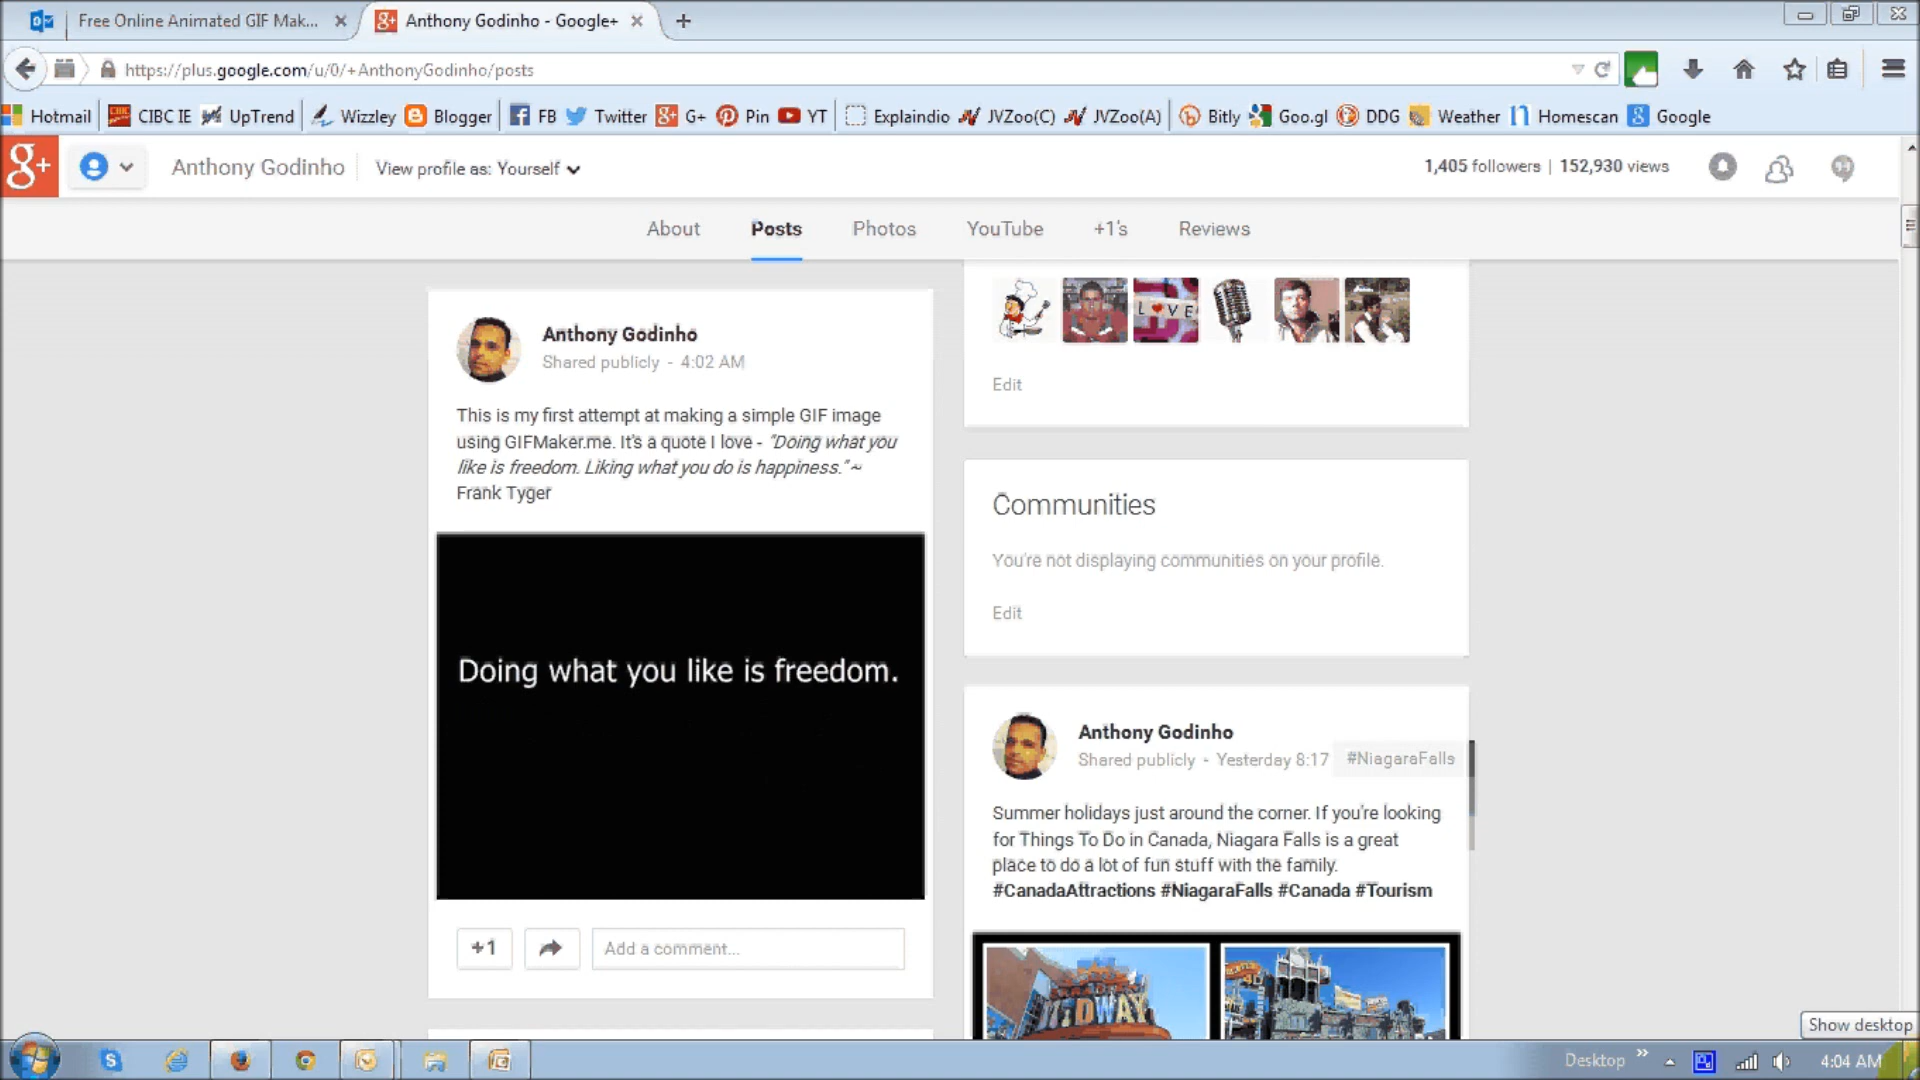 Free Online Animated GIF Mak...
Anthony Godinho - Google+
https://plus.google.com/u/0/+AnthonyGodinho/posts
Hotmail CIBC IE UpTrend Wizzley Blogger FB Twitter G+ Pin YT Explaindio JVZoo(C) JVZoo(A) Bitly Goo.gl DDG Weather Homescan Google
g+ Anthony Godinho View profile as: Yourself 1,405 followers | 152,930 views
About Posts Photos YouTube +1's Reviews
Anthony Godinho
Shared publicly - 4:02 AM
This is my first attempt at making a simple GIF image
using GIFMaker.me. It's a quote I love - "Doing what you
like is freedom. Liking what you do is happiness." ~
Frank Tyger
Doing what you like is freedom.
+1
Add a comment...
LOVE
Edit
Communities
You're not displaying communities on your profile.
Edit
Anthony Godinho
Shared publicly - Yesterday 8:17
#NiagaraFalls
Summer holidays just around the corner. If you're looking
for Things To Do in Canada, Niagara Falls is a great
place to do a lot of fun stuff with the family.
#CanadaAttractions #NiagaraFalls #Canada #Tourism
MIDWAY
Show desktop
Desktop
4:04 AM